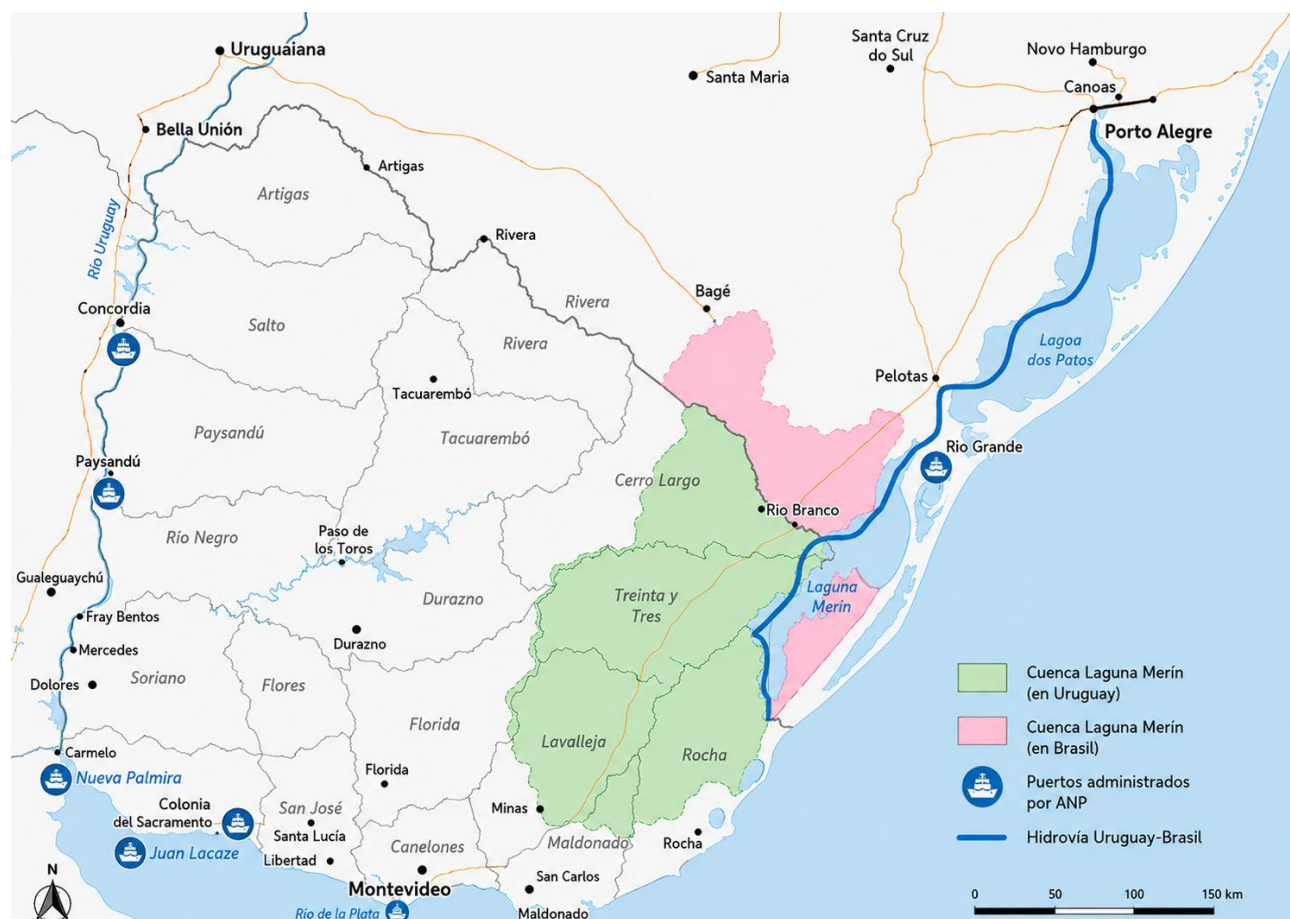 Uruguaiana
Santa Maria
Santa Cruz
do Sul
Novo Hamburgo
Canoas
Porto Alegre
Bella Unión
Artigas
Artigas
Rivera
Río Uruguay
Concordia
Salto
Rivera
Rivera
Bagé
Lagoa
dos Patos
Tacuarembó
Pelotas
Paysandú
Tacuarembó
Paysandú
Cerro Largo
Rio Grande
Rio Branco
Río Negro
Paso de
los Toros
Gualeguaychú
Durazno
Treinta y
Tres
Laguna
Merín
Fray Bentos
Durazno
Mercedes
Dolores
Soriano
Flores
Florida
Lavalleja
Rocha
Carmelo
Nueva Palmira
Florida
Colonia
del Sacramento
San José
Santa Lucía
Minas
Juan Lacaze
Libertad
Canelones
Maldonado
Rocha
Montevideo
San Carlos
Río de la Plata
Maldonado
N
Cuenca Laguna Merín
(en Uruguay)
Cuenca Laguna Merín
(en Brasil)
Puertos administrados
por ANP
Hidrovía Uruguay-Brasil
0 50 100 150 km